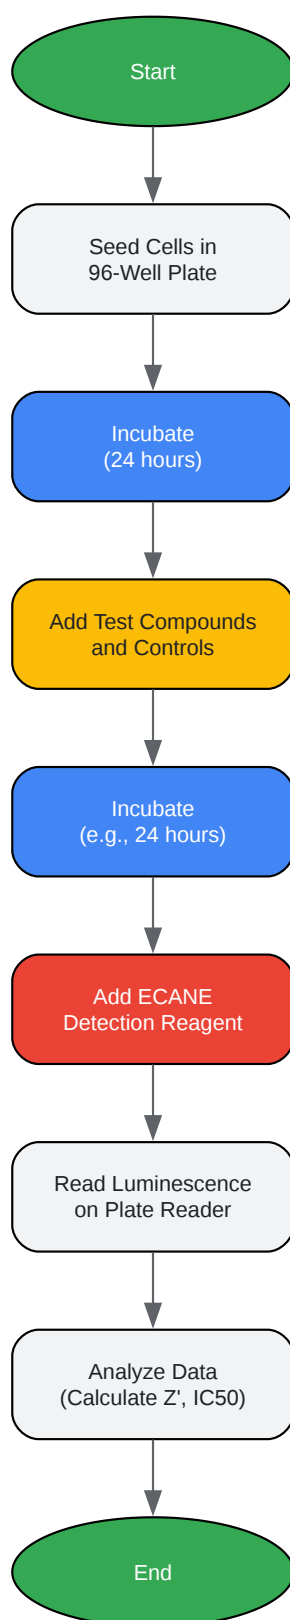 Start
Seed Cells in
96-Well Plate
Incubate
(24 hours)
Add Test Compounds
and Controls
Incubate
(e.g., 24 hours)
Add ECANE
Detection Reagent
Read Luminescence
on Plate Reader
Analyze Data
(Calculate Z', IC50)
End